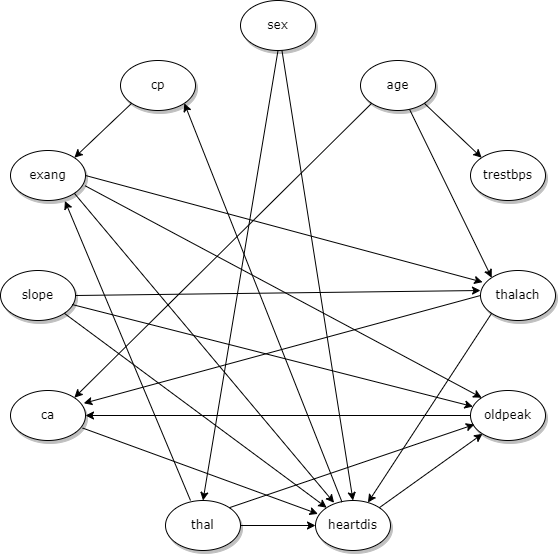 sex
cp
age
exang
trestbps
slope
thalach
ca
oldpeak
thal
heartdis